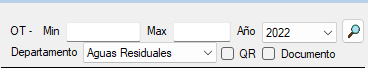 OT - Min Max Año 2022
Departamento Aguas Residuales QR Documento